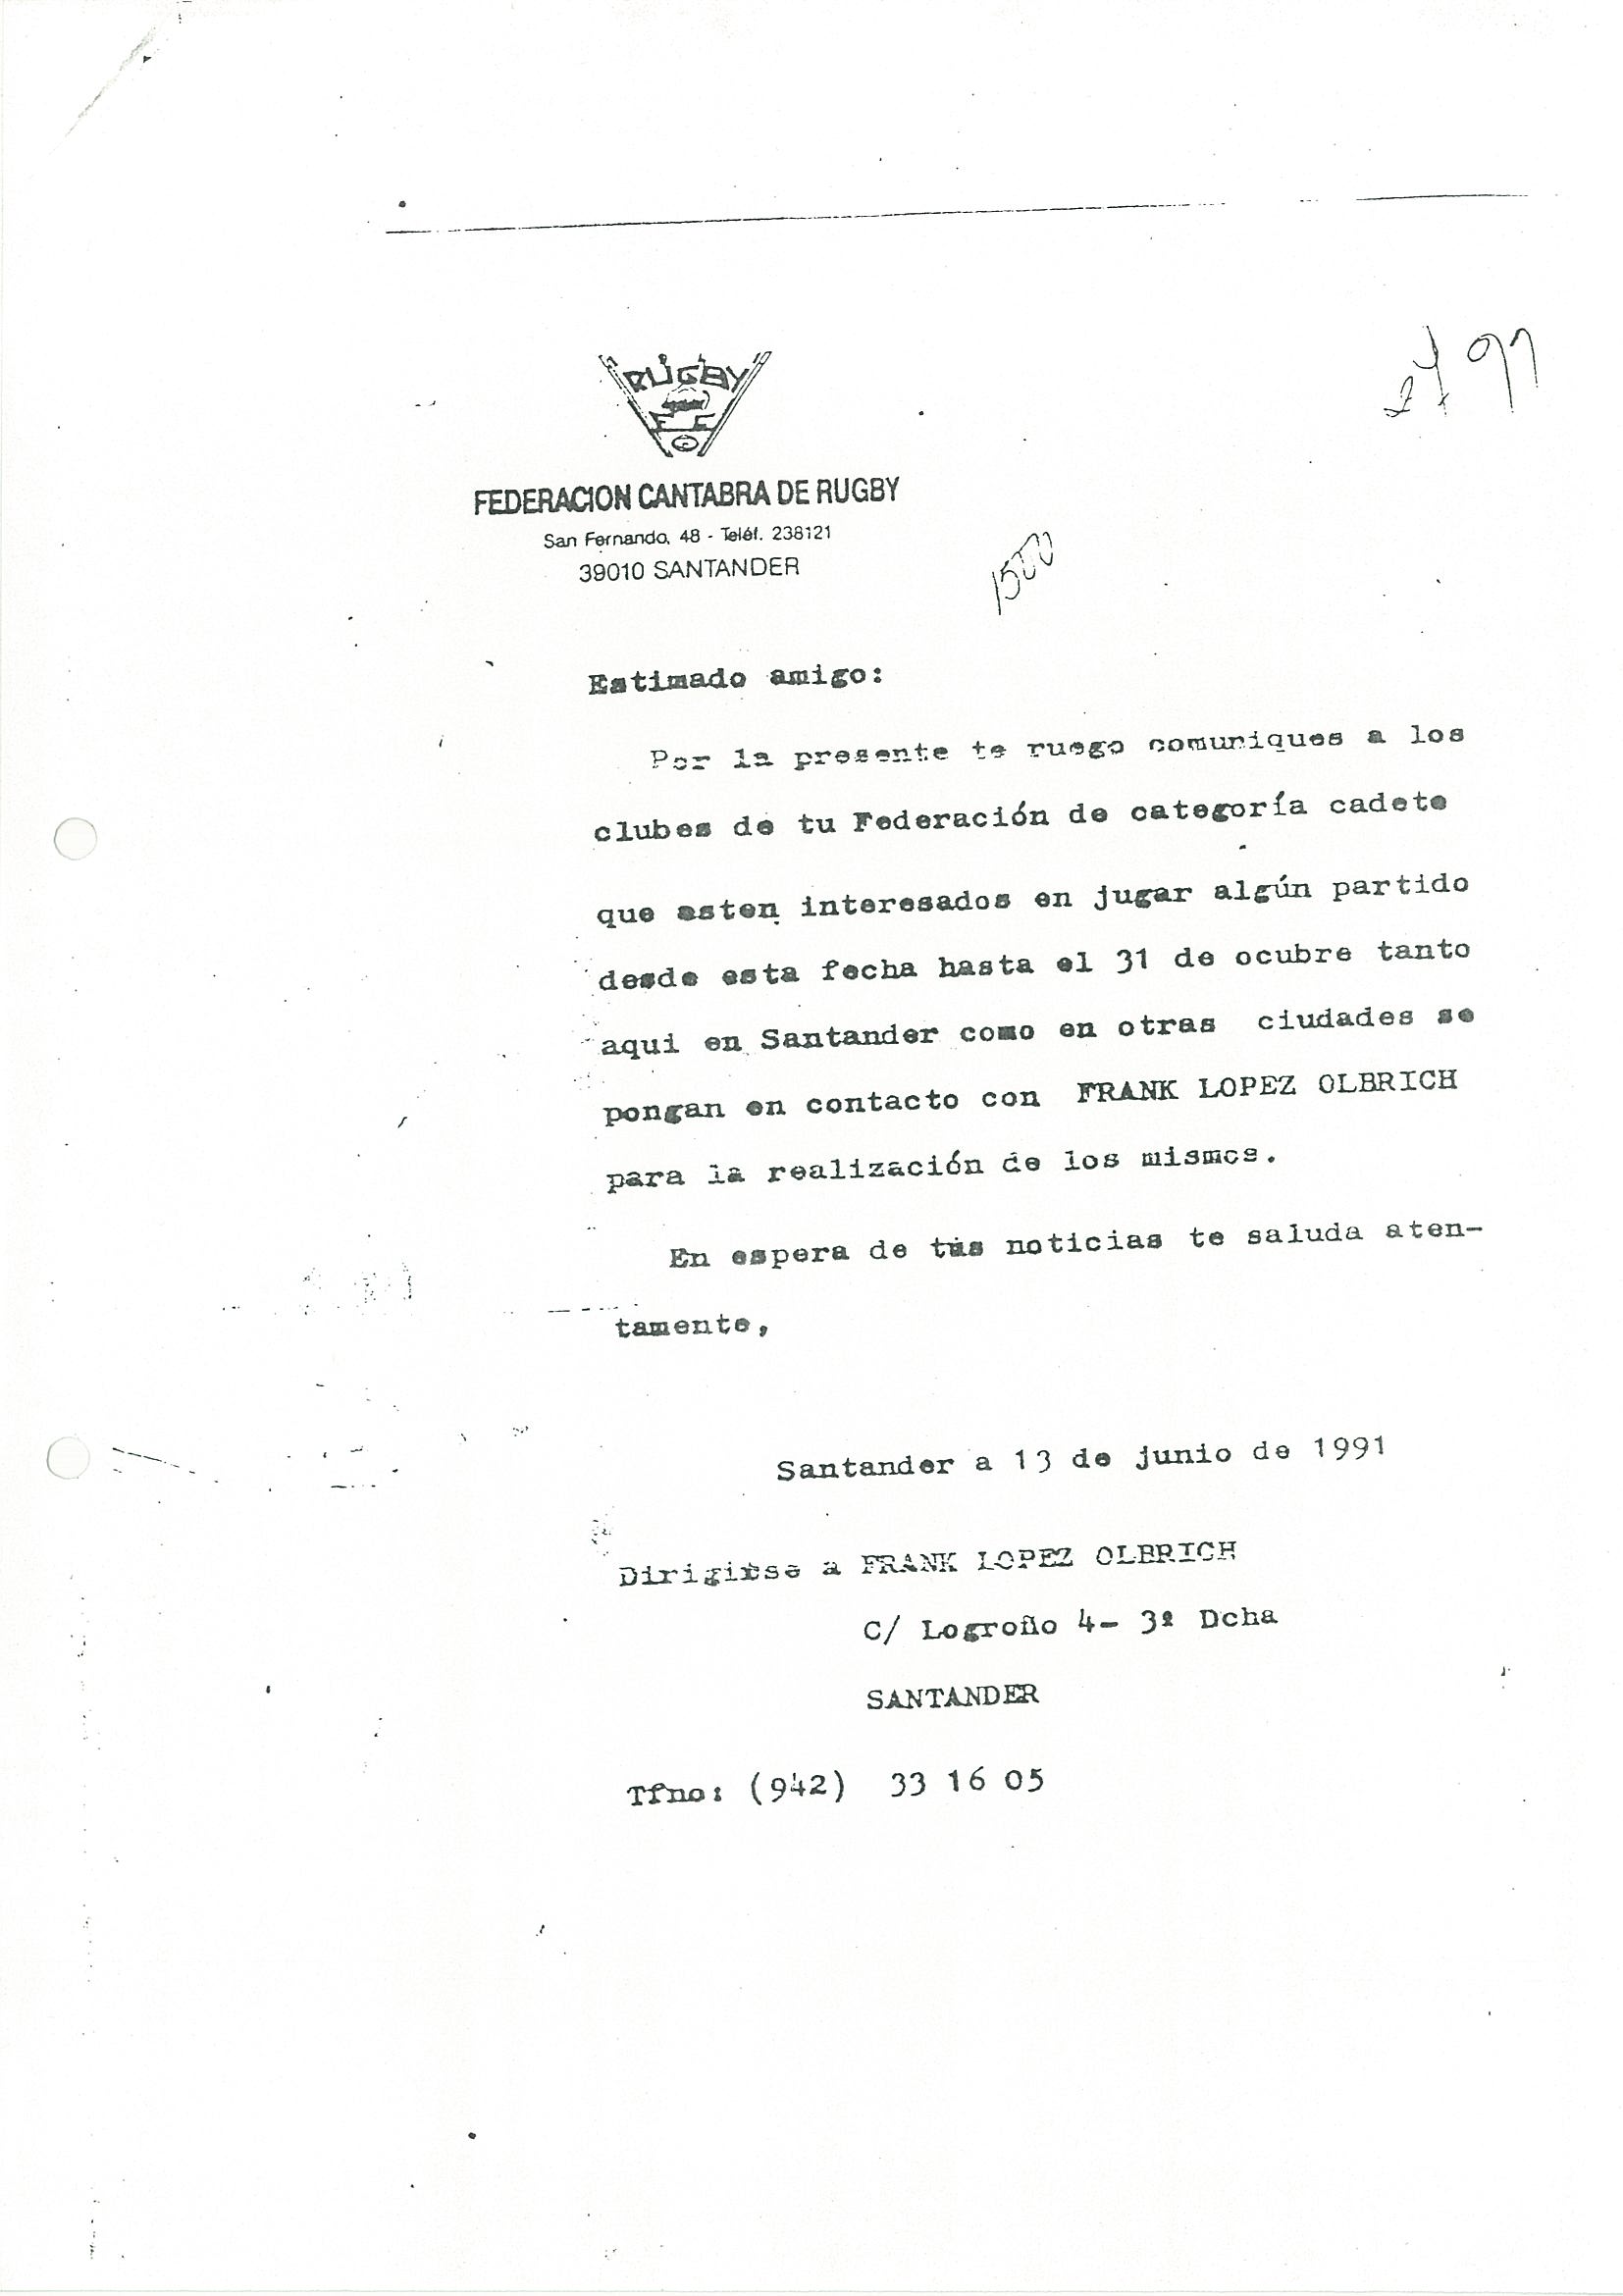 RUGBY
FEDERACION CANTABRA DE RUGBY
San Fernando, 48 - Teléf. 238121
39010 SANTANDER
1500
Estimado amigo:
Por la presente te ruego comuniques a los
clubes de tu Federación de categoría cadete
que esten interesados en jugar algún partido
desde esta fecha hasta el 31 de ocubre tanto
aqui en Santander como en otras ciudades se
pongan en contacto con FRANK LOPEZ OLBRICH
para la realización de los mismos.
En espera de tus noticias te saluda aten-
tamente,
Santander a 13 de junio de 1991
Dirigirse a FRANK LOPEZ OLBRICH
C/ Logroño 4- 3º Dcha
SANTANDER
Tfno: (942) 33 16 05